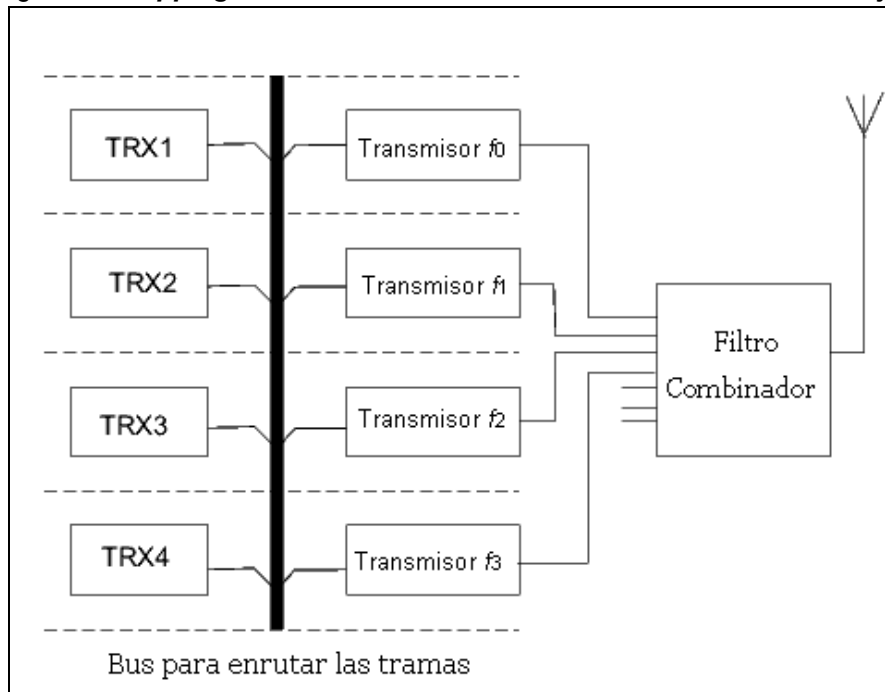 TRX1
Transmisor f0
TRX2
Transmisor f1
TRX3
Transmisor f2
TRX4
Transmisor f3
Filtro
Combinador
Bus para enrutar las tramas